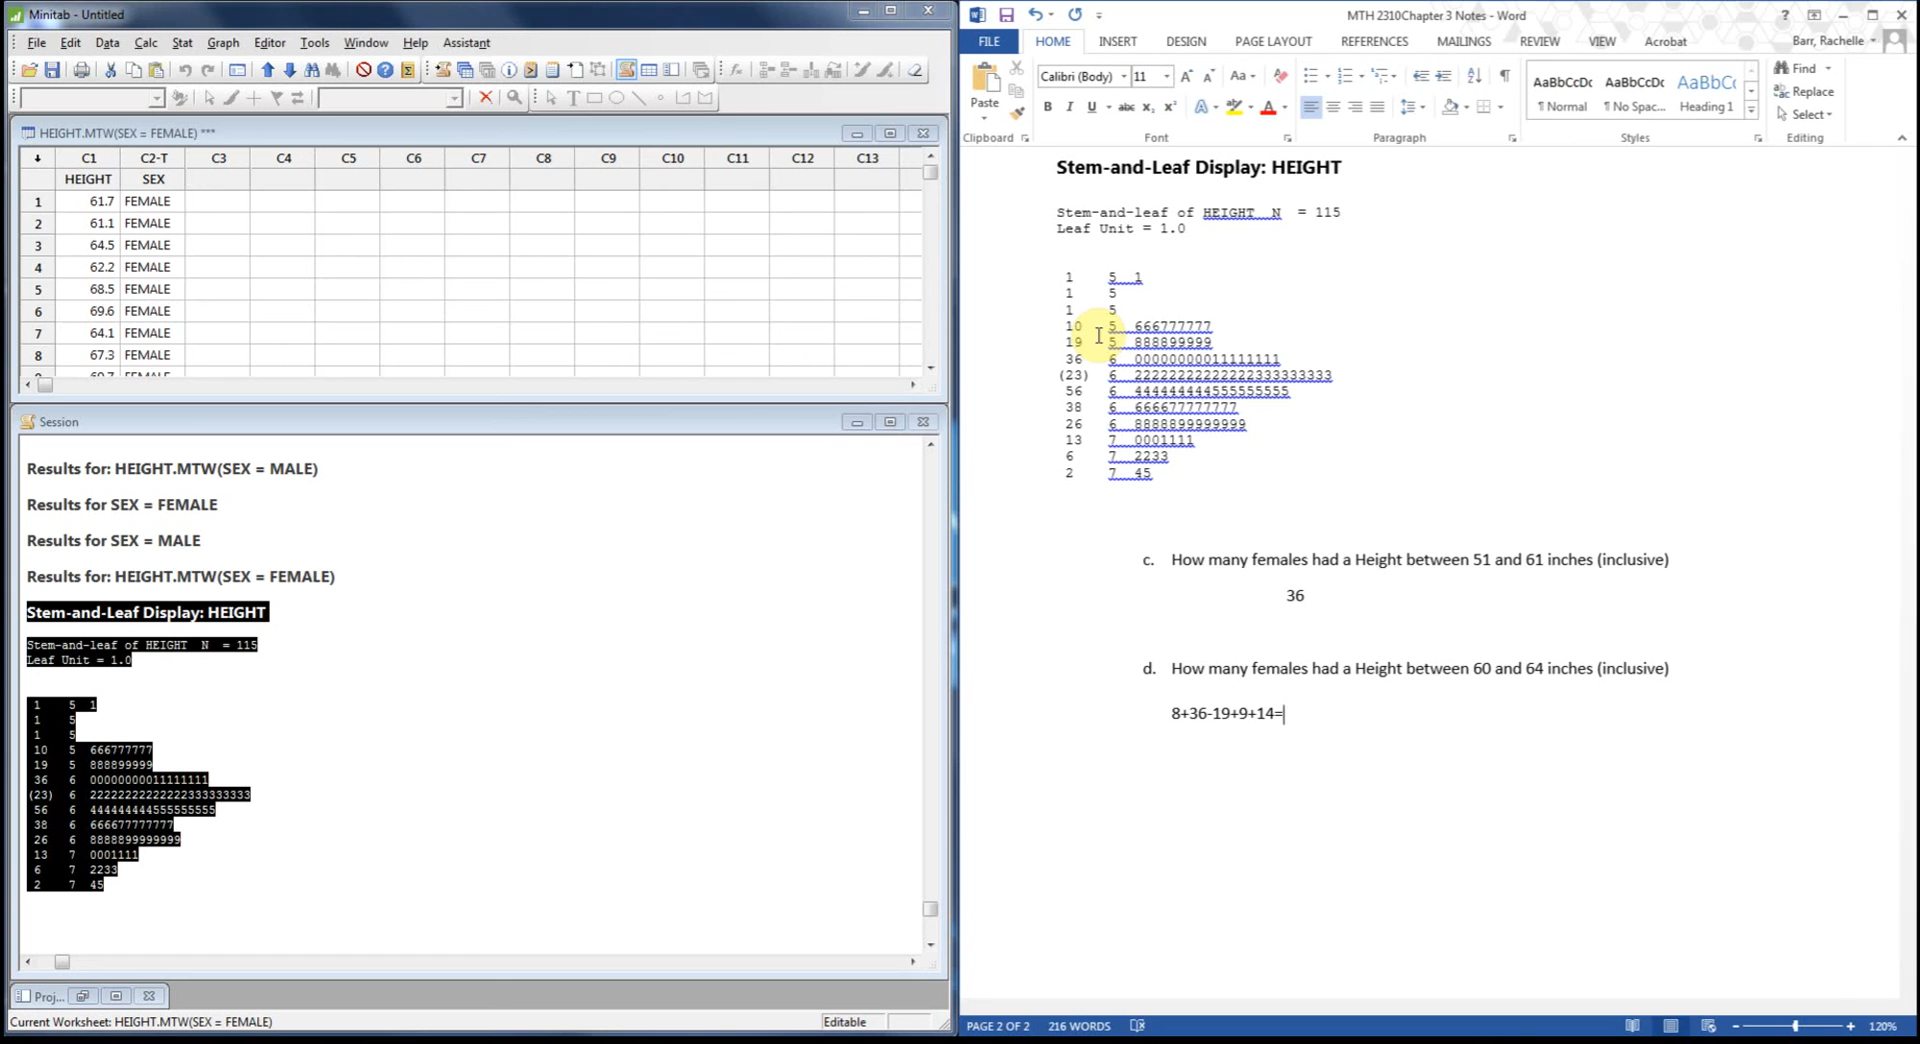 Minitab - Untitled
File Edit Data Calc Stat Graph Editor Tools Window Help Assistant
HEIGHT.MTW(SEX = FEMALE) ***
C1 C2-T C3 C4 C5 C6 C7 C8 C9 C10 C11 C12 C13
HEIGHT SEX
1 61.7 FEMALE
2 61.1 FEMALE
3 64.5 FEMALE
4 62.2 FEMALE
5 68.5 FEMALE
6 69.6 FEMALE
7 64.1 FEMALE
8 67.3 FEMALE
Session
Results for: HEIGHT.MTW(SEX = MALE)
Results for SEX = FEMALE
Results for SEX = MALE
Results for: HEIGHT.MTW(SEX = FEMALE)
Stem-and-Leaf Display: HEIGHT
Stem-and-leaf of HEIGHT N = 115
Leaf Unit = 1.0
1 5 1
1 5
1 5
10 5 666777777
19 5 888899999
36 6 00000000011111111
(23) 6 22222222222222333333333
56 6 444444444555555555
38 6 666677777777
26 6 8888899999999
13 7 0001111
6 7 2233
2 7 45
Proj...
Current Worksheet: HEIGHT.MTW(SEX = FEMALE) Editable
MTH 2310Chapter 3 Notes - Word
FILE HOME INSERT DESIGN PAGE LAYOUT REFERENCES MAILINGS REVIEW VIEW Acrobat Barr, Rachelle
Paste Calibri (Body) 11 AaBbCcDc AaBbCcDc AaBbC(
¶ Normal ¶ No Spac... Heading 1
Find
Replace
Select
Clipboard Font Paragraph Styles Editing
Stem-and-Leaf Display: HEIGHT
Stem-and-leaf of HEIGHT N = 115
Leaf Unit = 1.0
1 5 1
1 5
1 5
10 5 666777777
19 5 888899999
36 6 00000000011111111
(23) 6 22222222222222333333333
56 6 444444444555555555
38 6 666677777777
26 6 8888899999999
13 7 0001111
6 7 2233
2 7 45
c. How many females had a Height between 51 and 61 inches (inclusive)
36
d. How many females had a Height between 60 and 64 inches (inclusive)
8+36-19+9+14=
PAGE 2 OF 2 216 WORDS 120%